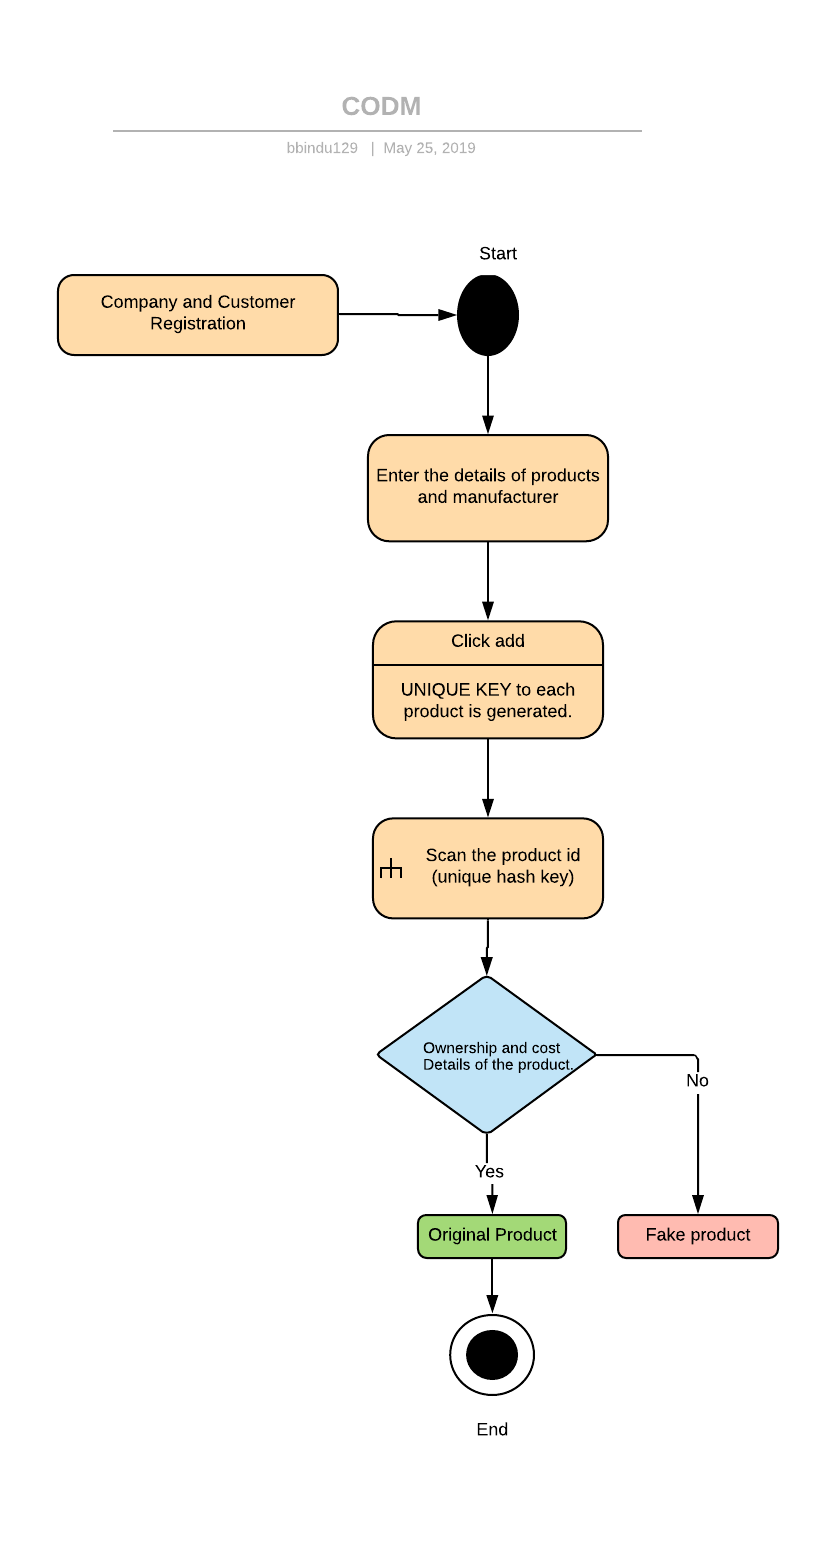 CODM
bbindu129 | May 25, 2019
Start
Company and Customer
Registration
Enter the details of products
and manufacturer
Click add
UNIQUE KEY to each
product is generated.
Scan the product id
(unique hash key)
Ownership and cost
Details of the product.
No
Yes
Original Product
Fake product
End